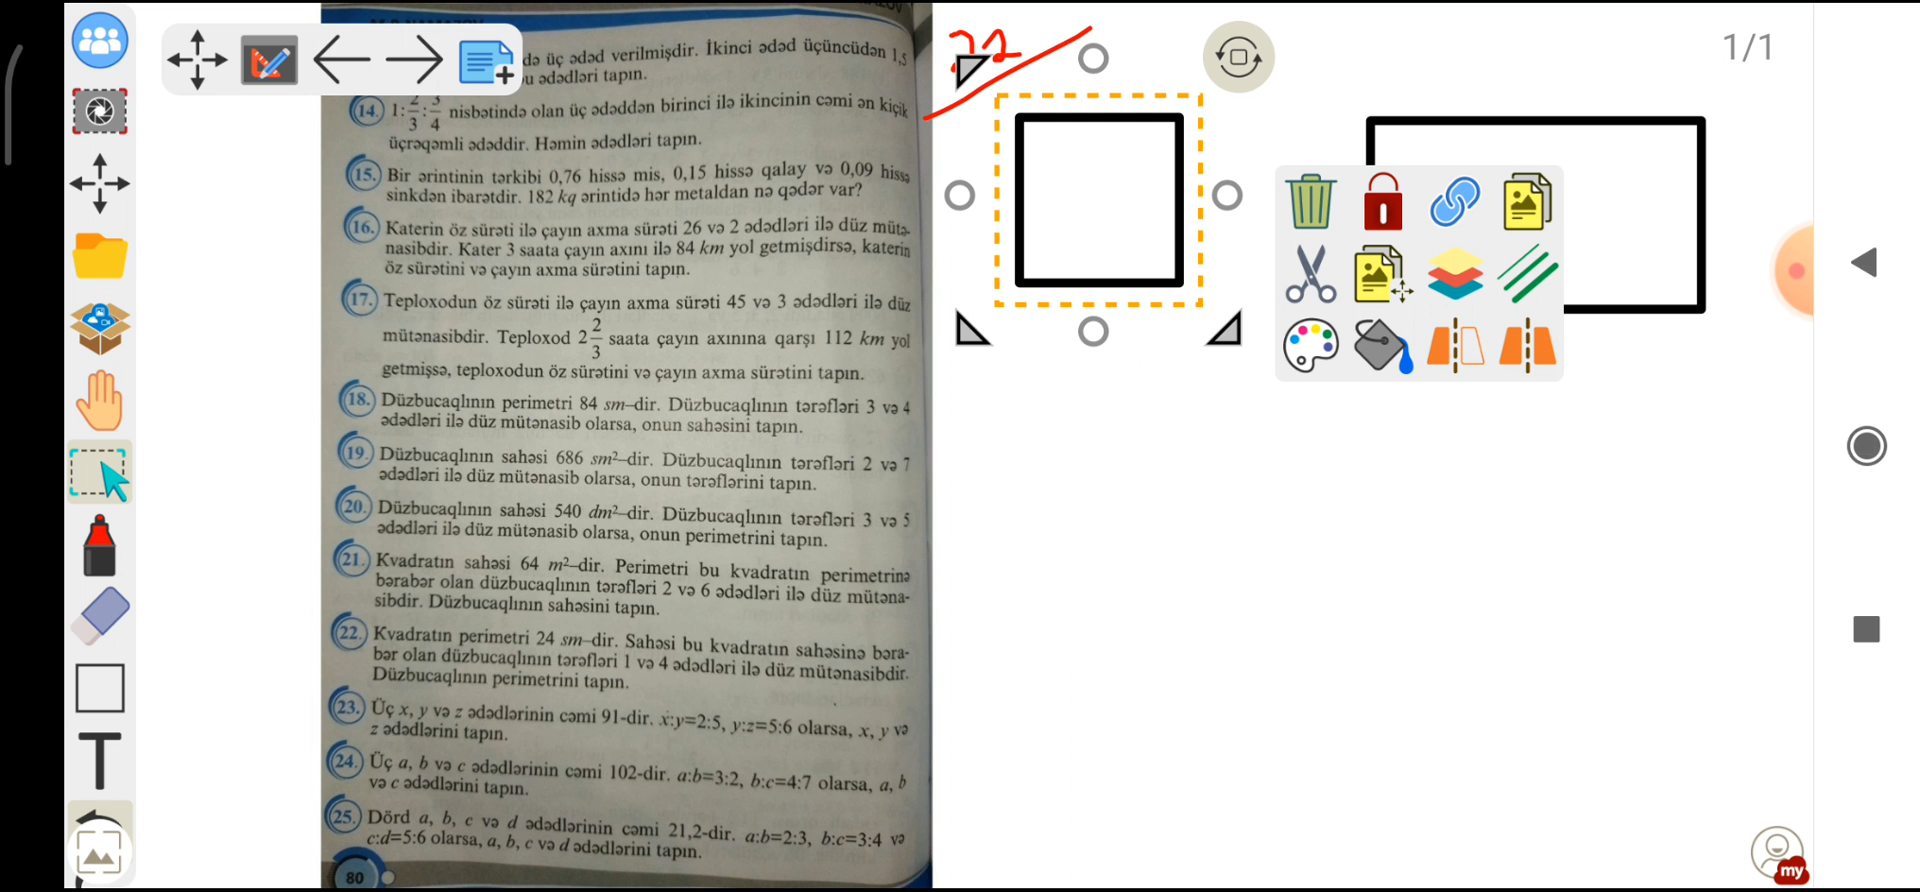 də üç ədəd verilmişdir. İkinci ədəd üçüncüdən 1,5
u ədədləri tapın.
14. 1:2/3:3/4 nisbətində olan üç ədəddən birinci ilə ikincinin cəmi ən kiçik
üçrəqəmli ədəddir. Həmin ədədləri tapın.
15. Bir ərintinin tərkibi 0,76 hissə mis, 0,15 hissə qalay və 0,09 hissə
sinkdən ibarətdir. 182 kq ərintidə hər metaldan nə qədər var?
16. Katerin öz sürəti ilə çayın axma sürəti 26 və 2 ədədləri ilə düz mütə-
nasibdir. Kater 3 saata çayın axını ilə 84 km yol getmişdirsə, katerin
öz sürətini və çayın axma sürətini tapın.
17. Teploxodun öz sürəti ilə çayın axma sürəti 45 və 3 ədədləri ilə düz
mütənasibdir. Teploxod 2 2/3 saata çayın axınına qarşı 112 km yol
getmişsə, teploxodun öz sürətini və çayın axma sürətini tapın.
18. Düzbucaqlının perimetri 84 sm–dir. Düzbucaqlının tərəfləri 3 və 4
ədədləri ilə düz mütənasib olarsa, onun sahəsini tapın.
19. Düzbucaqlının sahəsi 686 sm²–dir. Düzbucaqlının tərəfləri 2 və 7
ədədləri ilə düz mütənasib olarsa, onun tərəflərini tapın.
20. Düzbucaqlının sahəsi 540 dm²–dir. Düzbucaqlının tərəfləri 3 və 5
ədədləri ilə düz mütənasib olarsa, onun perimetrini tapın.
21. Kvadratın sahəsi 64 m²–dir. Perimetri bu kvadratın perimetrinə
bərabər olan düzbucaqlının tərəfləri 2 və 6 ədədləri ilə düz mütəna-
sibdir. Düzbucaqlının sahəsini tapın.
22. Kvadratın perimetri 24 sm–dir. Sahəsi bu kvadratın sahəsinə bəra-
bər olan düzbucaqlının tərəfləri 1 və 4 ədədləri ilə düz mütənasibdir.
Düzbucaqlının perimetrini tapın.
23. Üç x, y və z ədədlərinin cəmi 91-dir. x:y=2:5, y:z=5:6 olarsa, x, y və
z ədədlərini tapın.
24. Üç a, b və c ədədlərinin cəmi 102-dir. a:b=3:2, b:c=4:7 olarsa, a, b
və c ədədlərini tapın.
25. Dörd a, b, c və d ədədlərinin cəmi 21,2-dir. a:b=2:3, b:c=3:4 və
c:d=5:6 olarsa, a, b, c və d ədədlərini tapın.
80
1/1
T
my